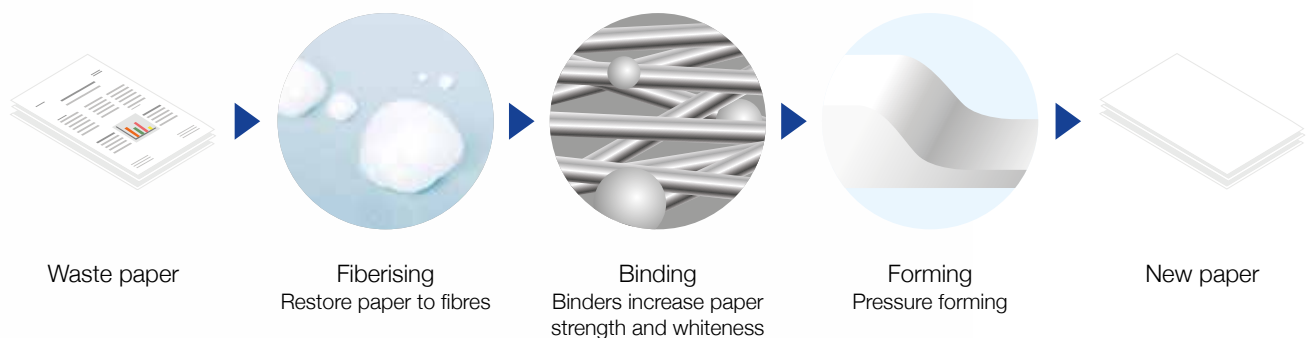 Waste paper
Fiberising
Restore paper to fibres
Binding
Binders increase paper
strength and whiteness
Forming
Pressure forming
New paper